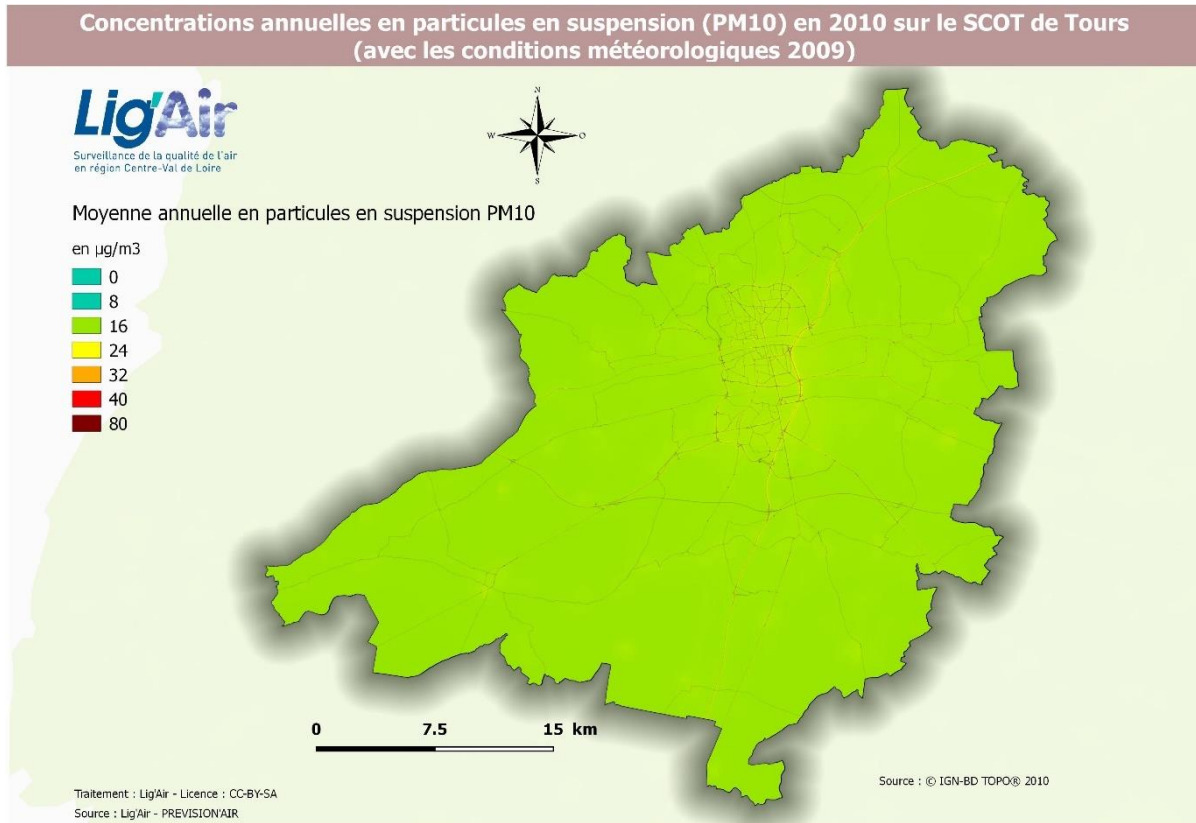 Concentrations annuelles en particules en suspension (PM10) en 2010 sur le SCOT de Tours
(avec les conditions météorologiques 2009)
Lig'Air
Surveillance de la qualité de l'air
en région Centre-Val de Loire
N
W O
S
Moyenne annuelle en particules en suspension PM10
en µg/m3
0
8
16
24
32
40
80
0 7.5 15 km
Traitement : Lig'Air - Licence : CC-BY-SA
Source : Lig'Air - PREVISION'AIR
Source : © IGN-BD TOPO® 2010